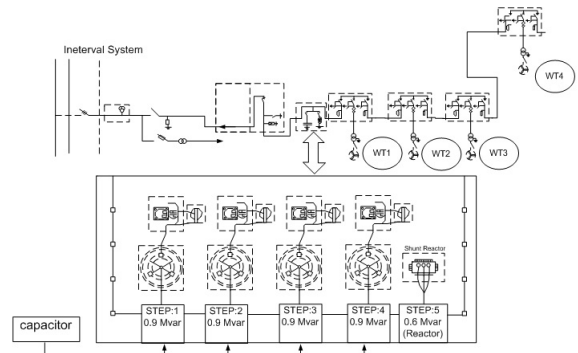 Ineterval System
WT4
WT1
WT2
WT3
Shunt Reactor
STEP:1
0.9 Mvar
STEP:2
0.9 Mvar
STEP:3
0.9 Mvar
STEP:4
0.9 Mvar
STEP:5
0.6 Mvar
(Reactor)
capacitor